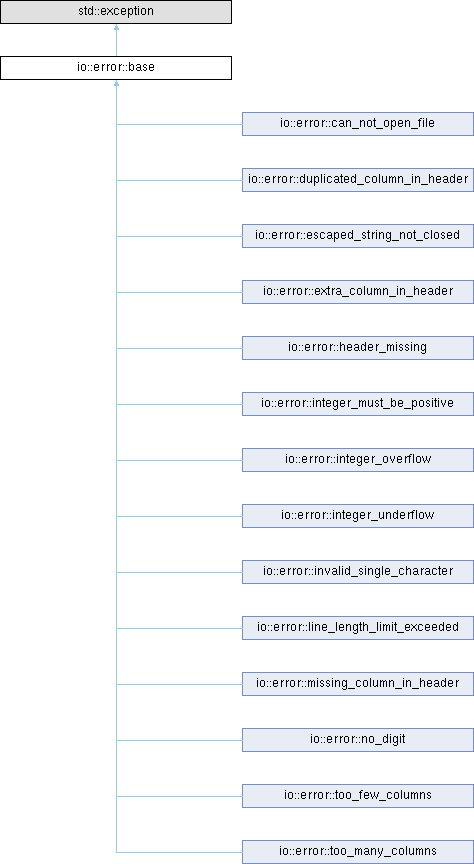 std::exception
io::error::base
io::error::can_not_open_file
io::error::duplicated_column_in_header
io::error::escaped_string_not_closed
io::error::extra_column_in_header
io::error::header_missing
io::error::integer_must_be_positive
io::error::integer_overflow
io::error::integer_underflow
io::error::invalid_single_character
io::error::line_length_limit_exceeded
io::error::missing_column_in_header
io::error::no_digit
io::error::too_few_columns
io::error::too_many_columns